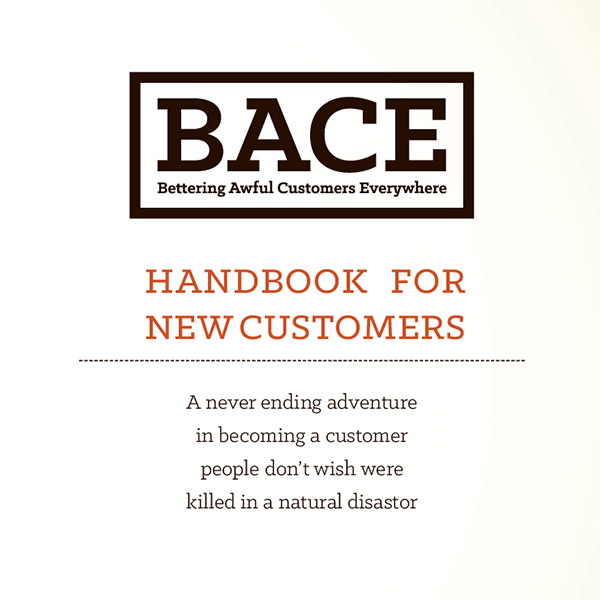 BACE
Bettering Awful Customers Everywhere
HANDBOOK FOR
NEW CUSTOMERS
A never ending adventure
in becoming a customer
people don't wish were
killed in a natural disastor